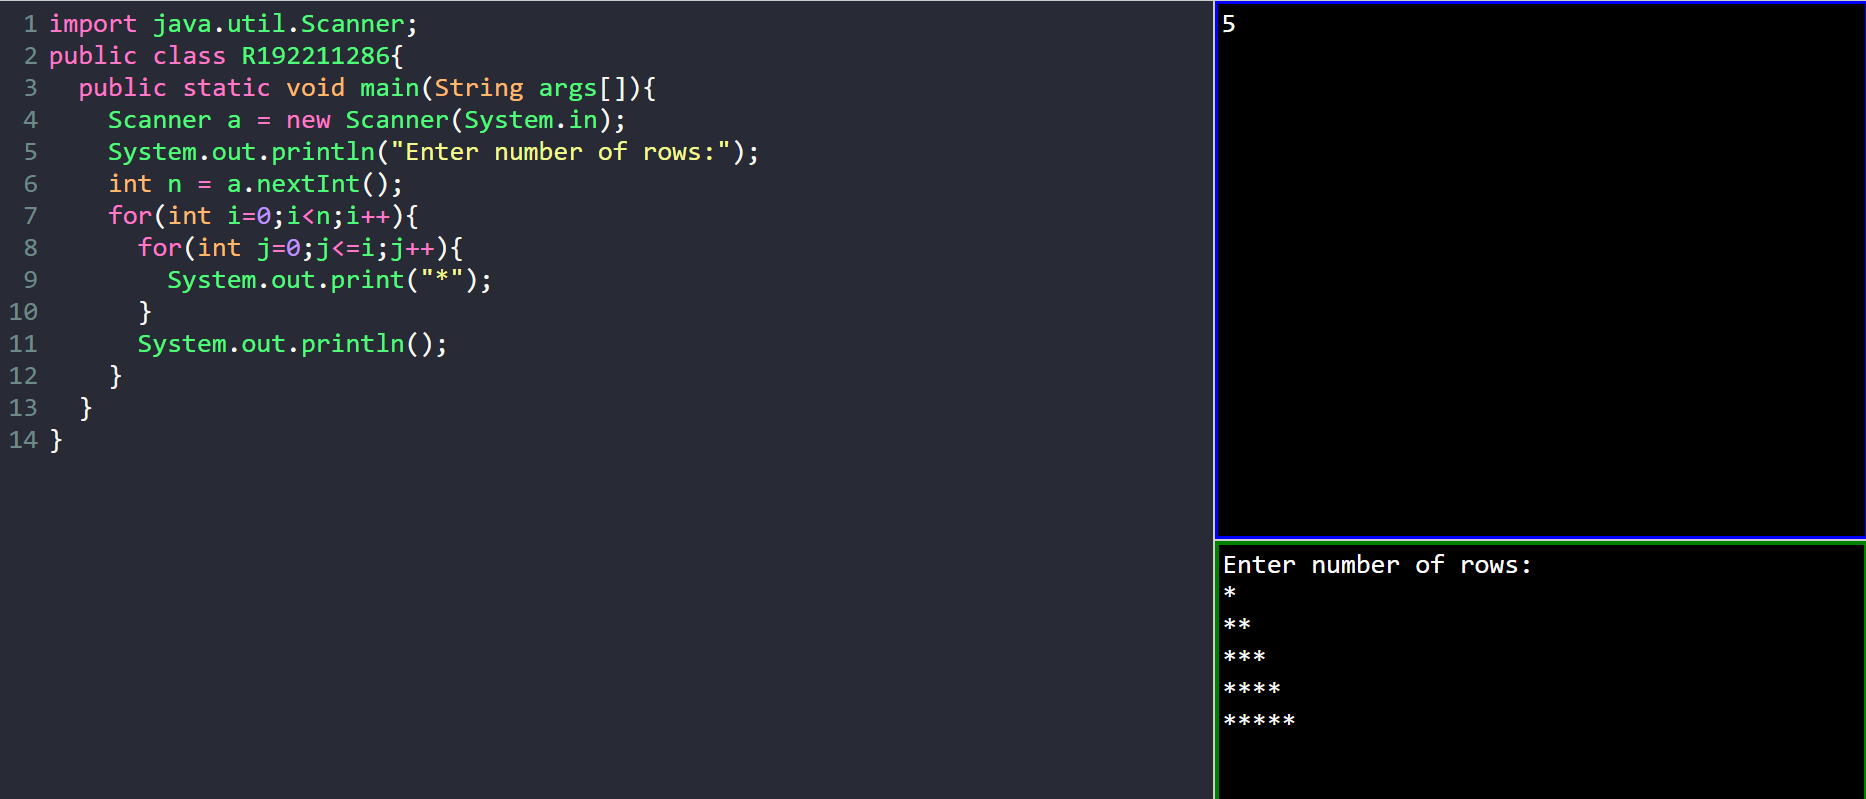 1 import java.util.Scanner;
2 public class R192211286{
3   public static void main(String args[]){
4     Scanner a = new Scanner(System.in);
5     System.out.println("Enter number of rows:");
6     int n = a.nextInt();
7     for(int i=0;i<n;i++){
8       for(int j=0;j<=i;j++){
9         System.out.print("*");
10       }
11       System.out.println();
12     }
13   }
14 }
5
Enter number of rows:
*
**
***
****
*****